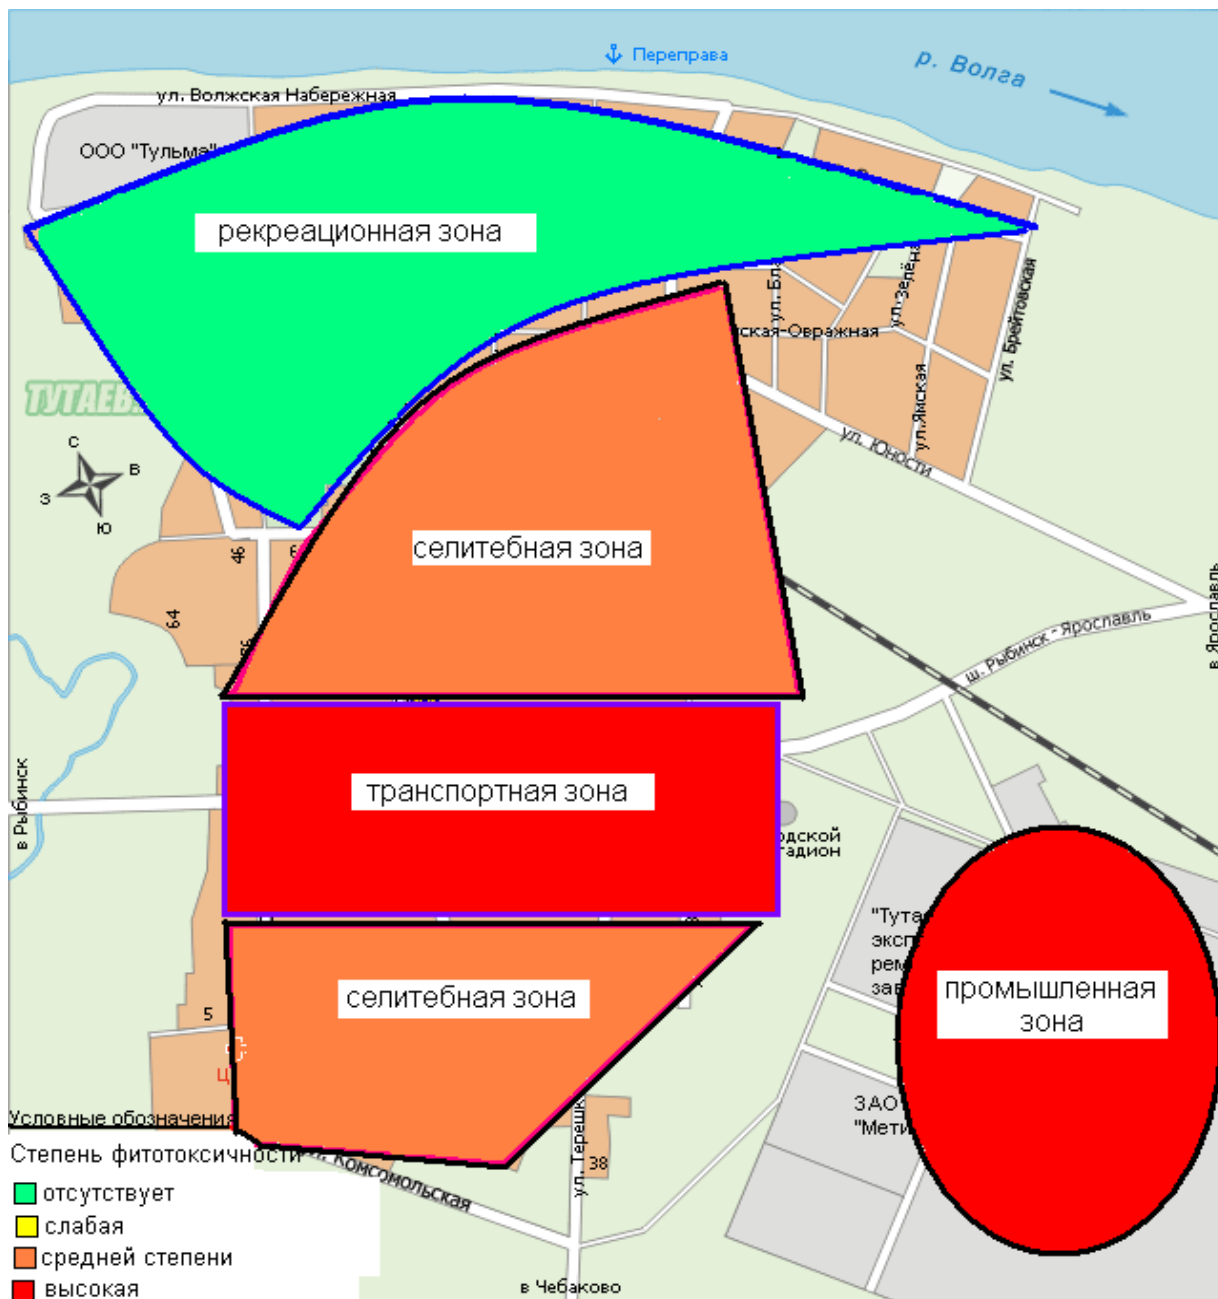 Переправа
р. Волга
ул. Волжская Набережная
ООО "Тульма"
рекреационная зона
ул. Зелёна
ул. Бла
ская-Овражная
ул. Брейтовская
ул. Ямская
ул. Юности
ТУТАЕВ
С
В
З
Ю
селитебная зона
46
6
64
56
в Ярославль
ш. Рыбинск - Ярославль
транспортная зона
в Рыбинск
одской
тадион
"Тута
эксп
рем
зав
промышленная
зона
селитебная зона
5
Ц
ЗАО
"Мети
ул. Терешк
38
Комсомольская
в Чебаково
Условные обозначения
Степень фитотоксичности
отсутствует
слабая
средней степени
высокая